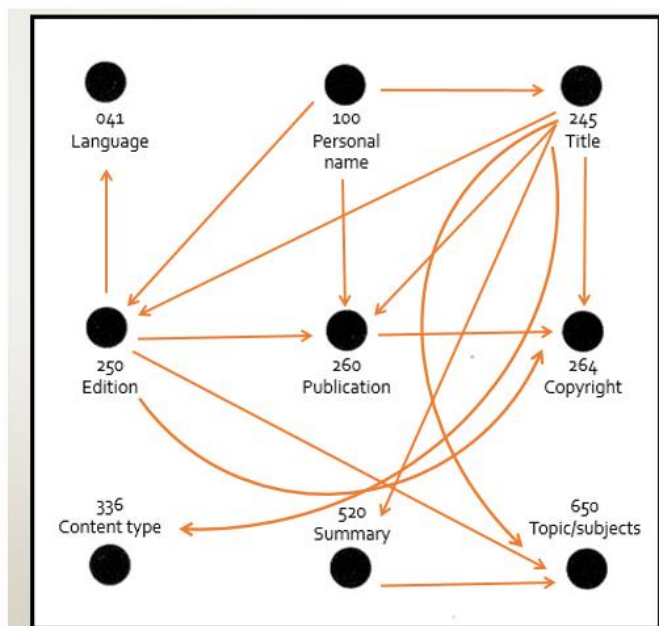 041
Language
100
Personal
name
245
Title
250
Edition
260
Publication
264
Copyright
336
Content type
520
Summary
650
Topic/subjects